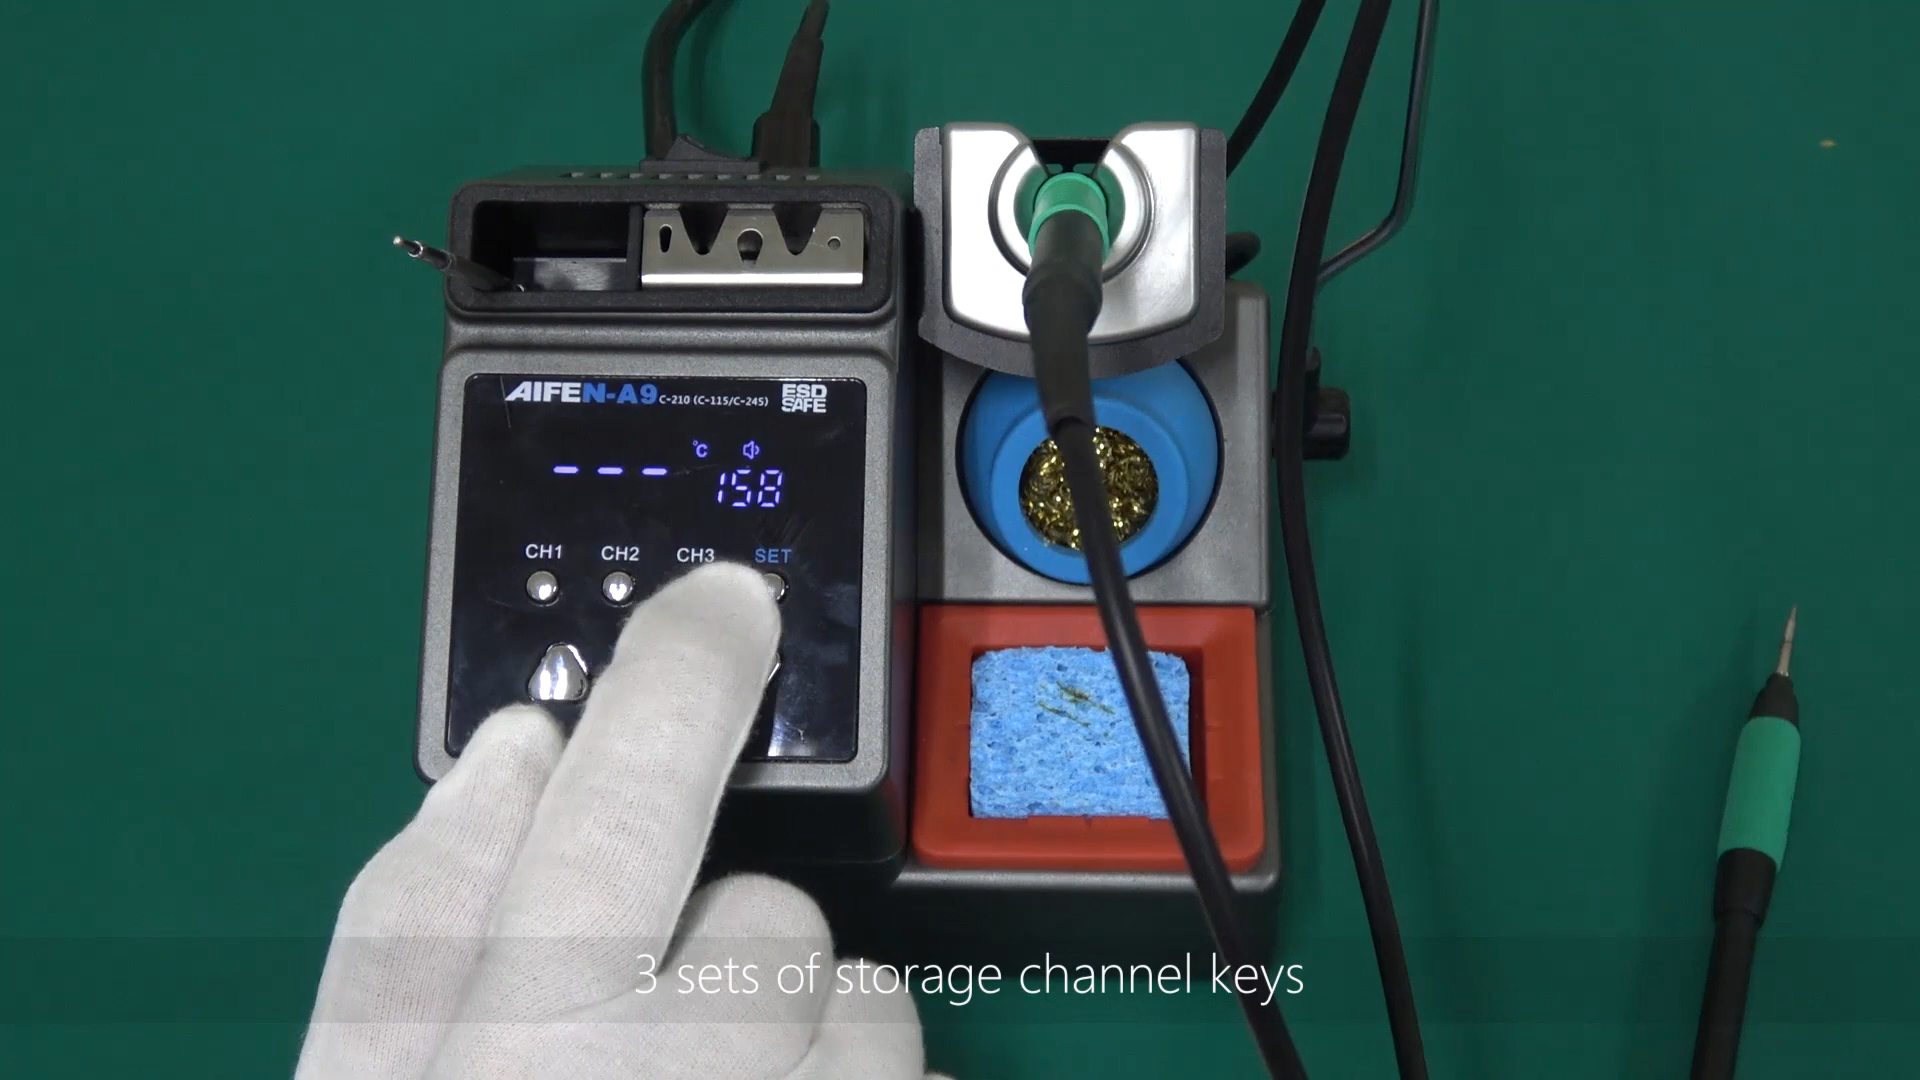 AIFEN-A9 C-210 (C-115/C-245)
ESD
SAFE
°C
- - -
158
CH1 CH2 CH3 SET
3 sets of storage channel keys